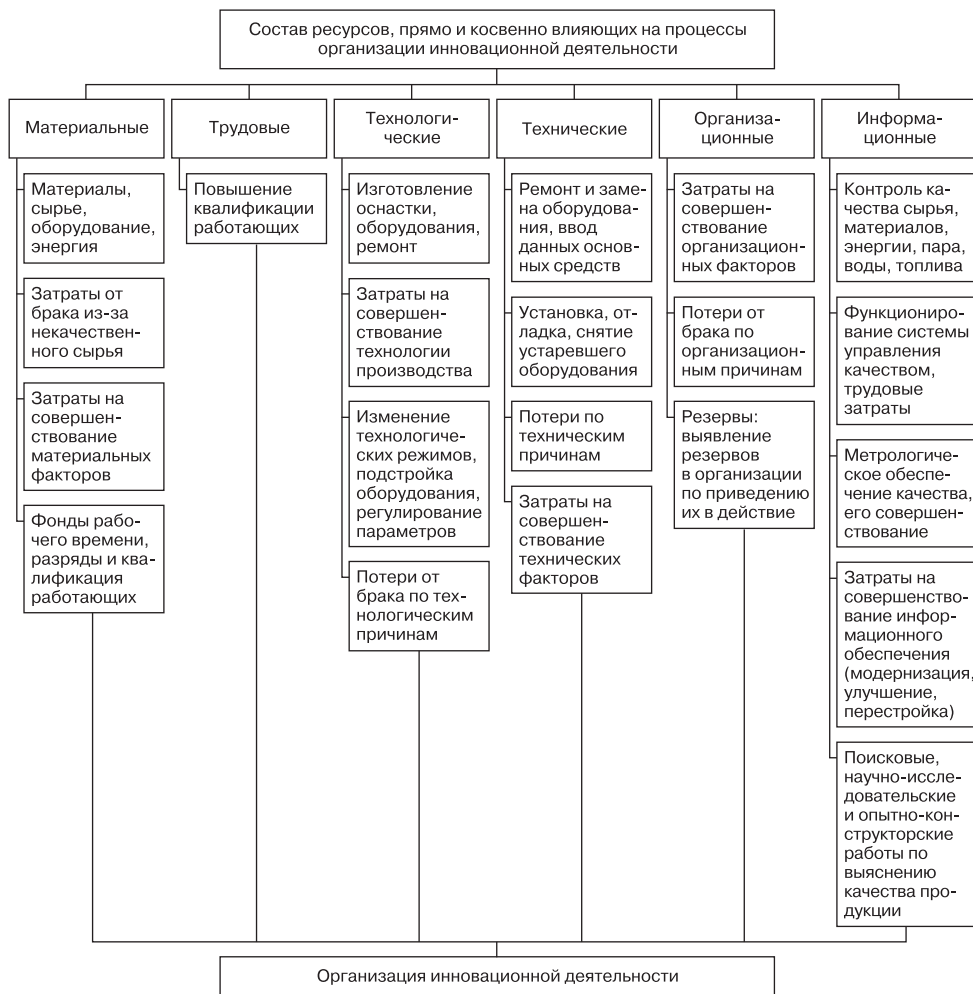 Состав ресурсов, прямо и косвенно влияющих на процессы
организации инновационной деятельности
Материальные
Материалы,
сырье,
оборудование,
энергия
Затраты от
брака из-за
некачествен-
ного сырья
Затраты на
совершен-
ствование
материальных
факторов
Фонды рабо-
чего времени,
разряды и ква-
лификация
работающих
Трудовые
Повышение
квалификации
работающих
Технологи-
ческие
Изготовление
оснастки,
оборудования,
ремонт
Затраты на
совершен-
ствование
технологии
производства
Изменение
технологиче-
ских режимов,
подстройка
оборудования,
регулирование
параметров
Потери от
брака по тех-
нологическим
причинам
Технические
Ремонт и заме-
на оборудова-
ния, ввод
данных основ-
ных средств
Установка, от-
ладка, снятие
устаревшего
оборудования
Потери по
техническим
причинам
Затраты на
совершен-
ствование
технических
факторов
Организа-
ционные
Затраты на
совершен-
ствование
организацион-
ных факторов
Потери от
брака по
организацион-
ным причинам
Резервы:
выявление
резервов
в организации
по приведению
их в действие
Информа-
ционные
Контроль ка-
чества сырья,
материалов,
энергии, пара,
воды, топлива
Функциониро-
вание системы
управления
качеством,
трудовые
затраты
Метрологиче-
ское обеспе-
чение качества,
его совершен-
ствование
Затраты на
совершенство-
вание инфор-
мационного
обеспечения
(модернизация,
улучшение,
перестройка)
Поисковые,
научно-иссле-
довательские
и опытно-кон-
структорские
работы по
выяснению
качества про-
дукции
Организация инновационной деятельности